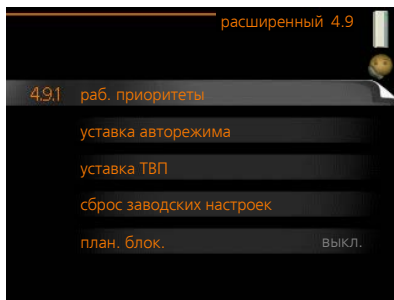 расширенный 4.9
4.9.1 раб. приоритеты
уставка авторежима
уставка ТВП
сброс заводских настроек
план. блок. выкл.